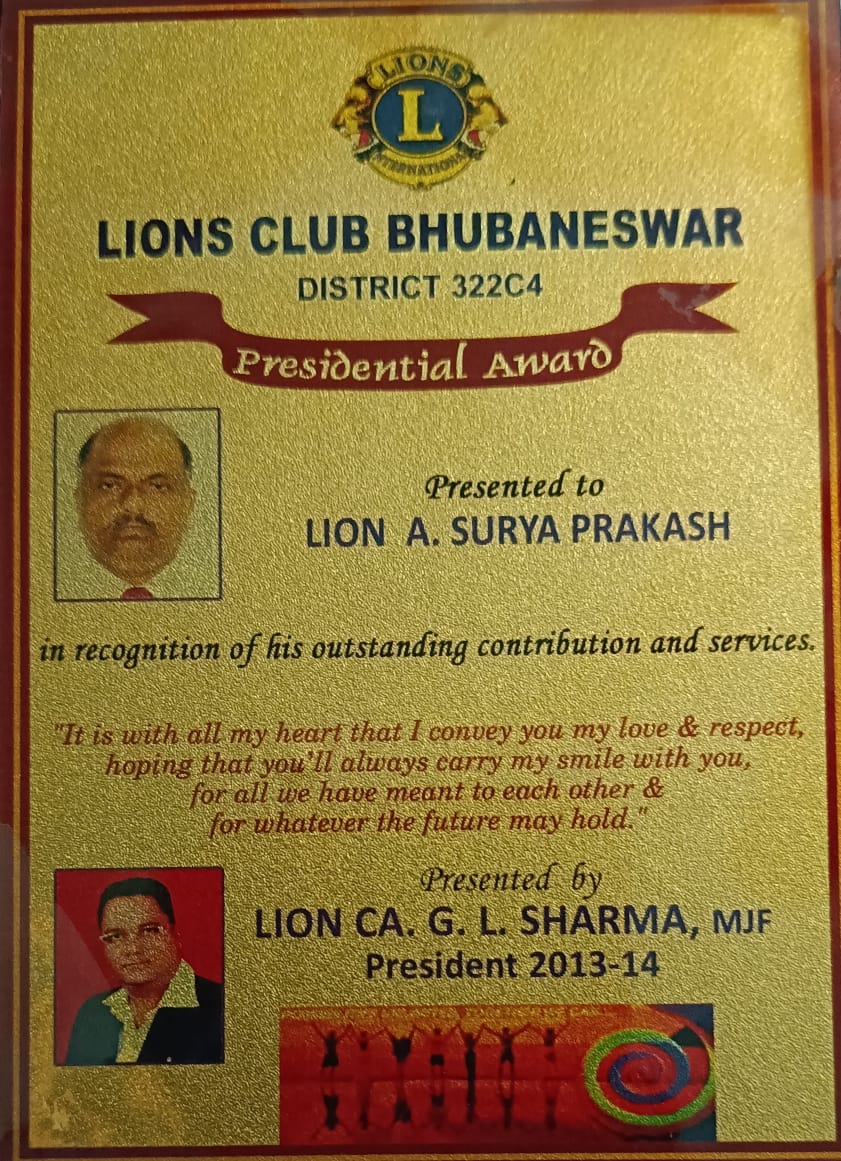 LIONS
L
INTERNATIONAL
LIONS CLUB BHUBANESWAR
DISTRICT 322C4
Presidential Award
Presented to
LION A. SURYA PRAKASH
in recognition of his outstanding contribution and services.
"It is with all my heart that I convey you my love & respect,
hoping that you'll always carry my smile with you,
for all we have meant to each other &
for whatever the future may hold."
Presented by
LION CA. G. L. SHARMA, MJF
President 2013-14